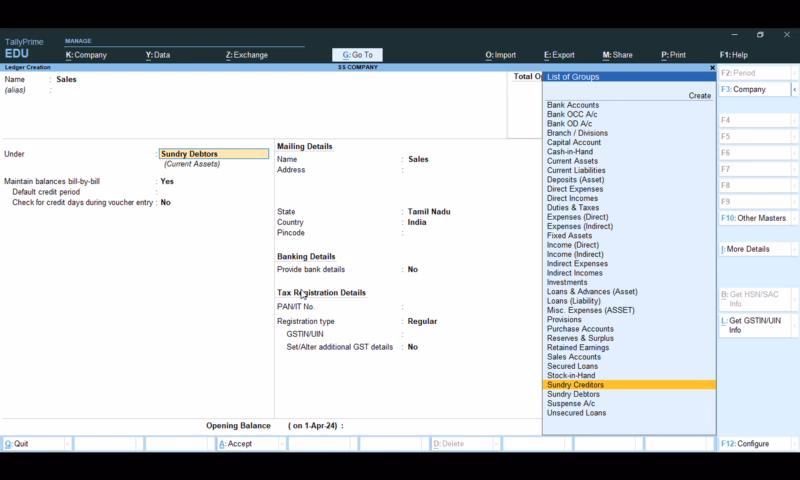 TallyPrime
EDU
MANAGE
K: Company
Y: Data
Z: Exchange
G: Go To
O: Import
E: Export
M: Share
P: Print
F1: Help
Ledger Creation
SS COMPANY
Name : Sales
(alias) :
Total Op
Under : Sundry Debtors
(Current Assets)
Maintain balances bill-by-bill : Yes
Default credit period :
Check for credit days during voucher entry : No
Mailing Details
Name : Sales
Address :
State : Tamil Nadu
Country : India
Pincode :
Banking Details
Provide bank details : No
Tax Registration Details
PAN/IT No. :
Registration type : Regular
GSTIN/UIN :
Set/Alter additional GST details : No
Opening Balance ( on 1-Apr-24) :
List of Groups
Create
Bank Accounts
Bank OCC A/c
Bank OD A/c
Branch / Divisions
Capital Account
Cash-in-Hand
Current Assets
Current Liabilities
Deposits (Asset)
Direct Expenses
Direct Incomes
Duties & Taxes
Expenses (Direct)
Expenses (Indirect)
Fixed Assets
Income (Direct)
Income (Indirect)
Indirect Expenses
Indirect Incomes
Investments
Loans & Advances (Asset)
Loans (Liability)
Misc. Expenses (ASSET)
Provisions
Purchase Accounts
Reserves & Surplus
Retained Earnings
Sales Accounts
Secured Loans
Stock-in-Hand
Sundry Creditors
Sundry Debtors
Suspense A/c
Unsecured Loans
F2: Period
F3: Company
F4
F5
F6
F7
F8
F9
F10: Other Masters
I: More Details
B: Get HSN/SAC
Info
L: Get GSTIN/UIN
Info
Q: Quit
A: Accept
D: Delete
F12: Configure